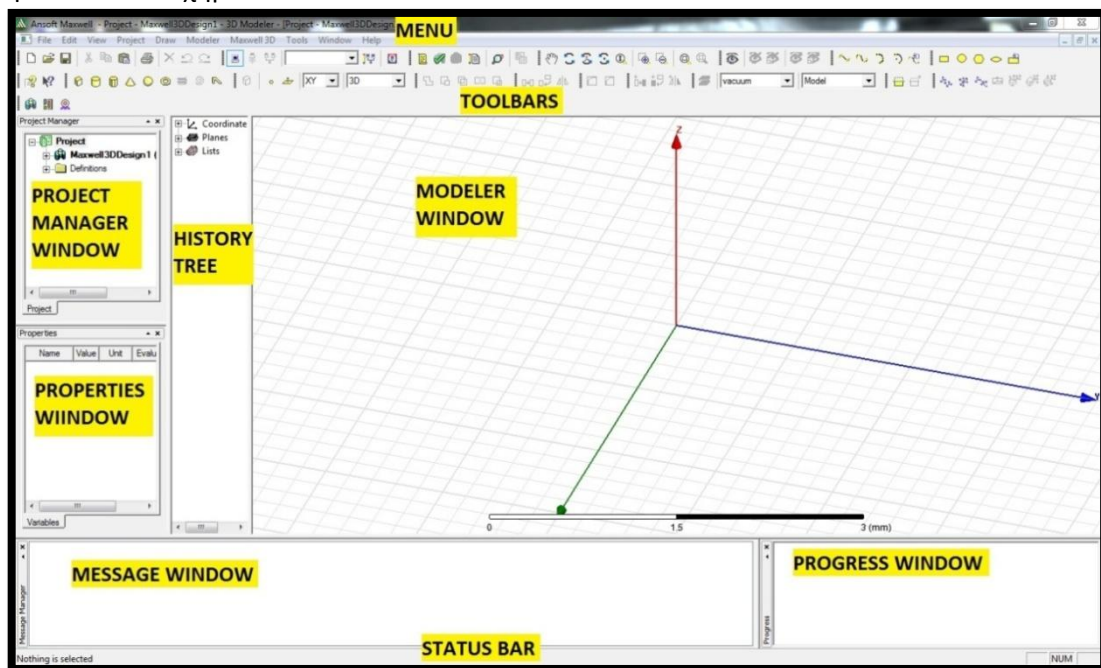 Ansoft Maxwell - Project - Maxwell3DDesign1 - 3D Modeler - [Project - Maxwell3DDesign
MENU
File Edit View Project Draw Modeler Maxwell 3D Tools Window Help
XY 3D vacuum Model
TOOLBARS
Project Manager
Project
Maxwell3DDesign1 (
Definitions
PROJECT
MANAGER
WINDOW
Project
Coordinate
Planes
Lists
HISTORY
TREE
MODELER
WINDOW
Z
Y
0 1.5 3 (mm)
Properties
Name Value Unit Evalu
PROPERTIES
WIINDOW
Variables
Message Manager
MESSAGE WINDOW
Progress
PROGRESS WINDOW
STATUS BAR
Nothing is selected
NUM